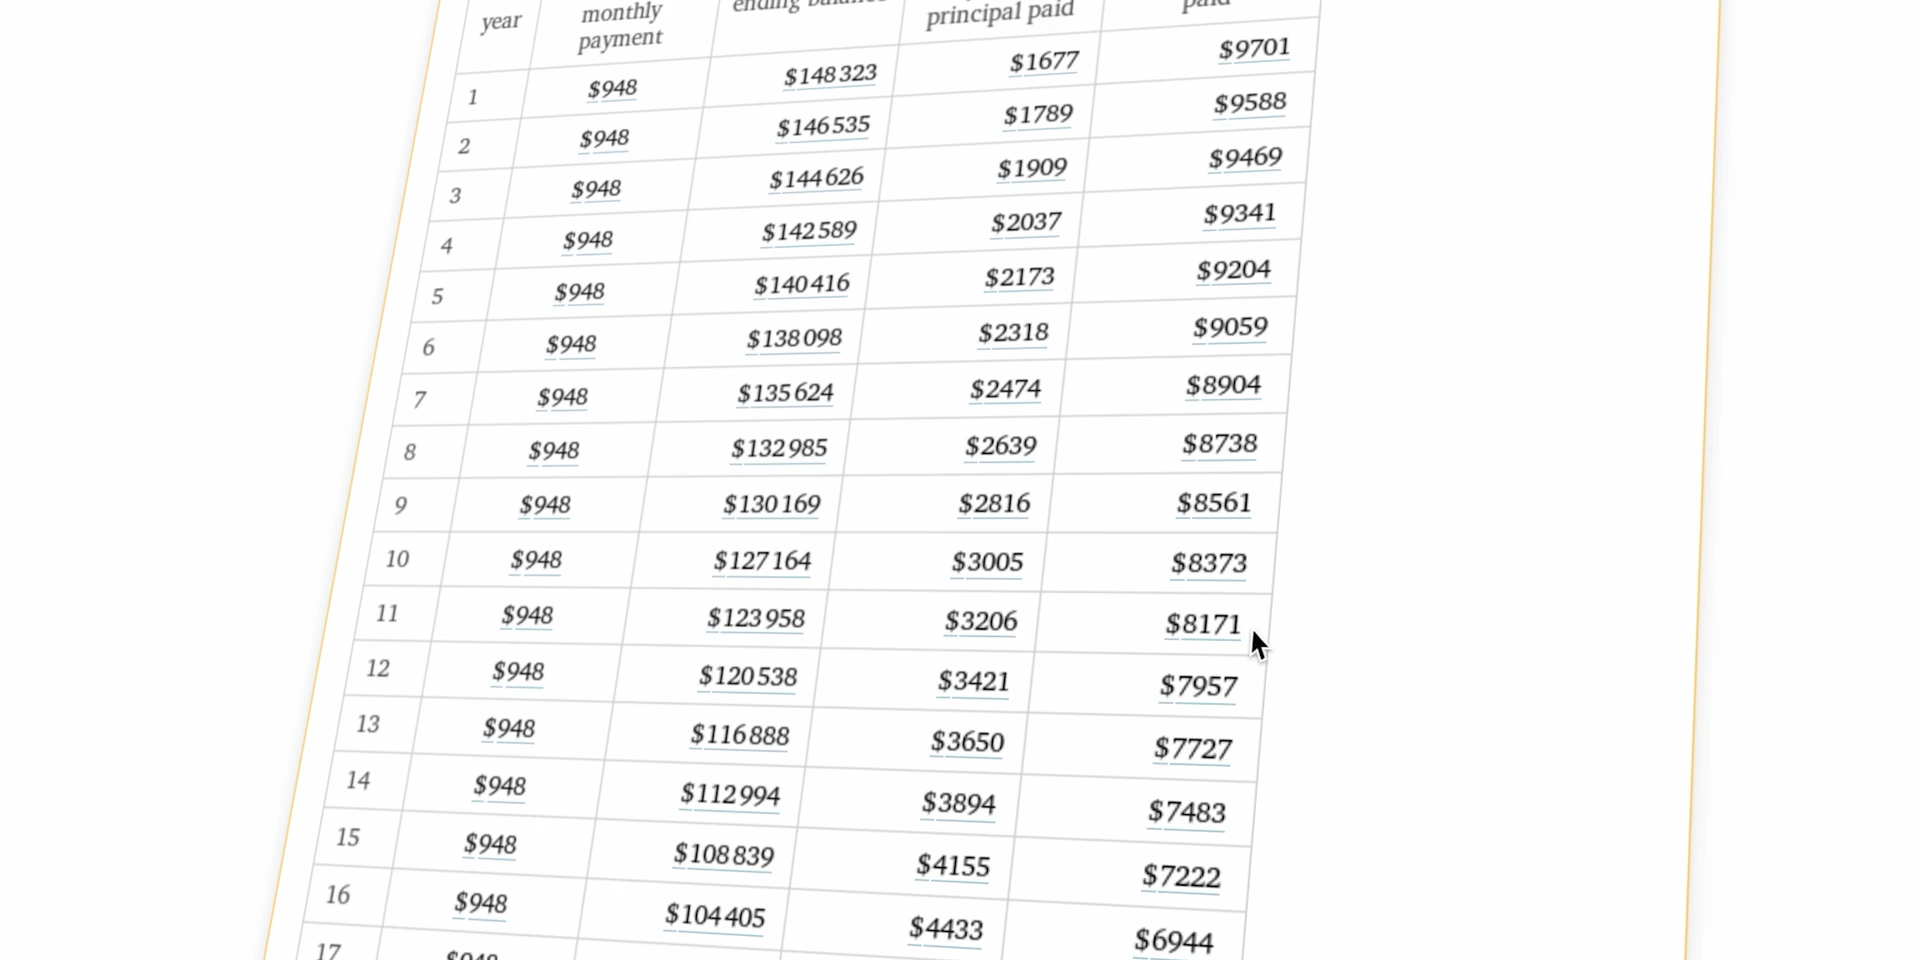 year monthly payment ending balance principal paid paid
1 $948 $148323 $1677 $9701
2 $948 $146535 $1789 $9588
3 $948 $144626 $1909 $9469
4 $948 $142589 $2037 $9341
5 $948 $140416 $2173 $9204
6 $948 $138098 $2318 $9059
7 $948 $135624 $2474 $8904
8 $948 $132985 $2639 $8738
9 $948 $130169 $2816 $8561
10 $948 $127164 $3005 $8373
11 $948 $123958 $3206 $8171
12 $948 $120538 $3421 $7957
13 $948 $116888 $3650 $7727
14 $948 $112994 $3894 $7483
15 $948 $108839 $4155 $7222
16 $948 $104405 $4433 $6944
17 $948